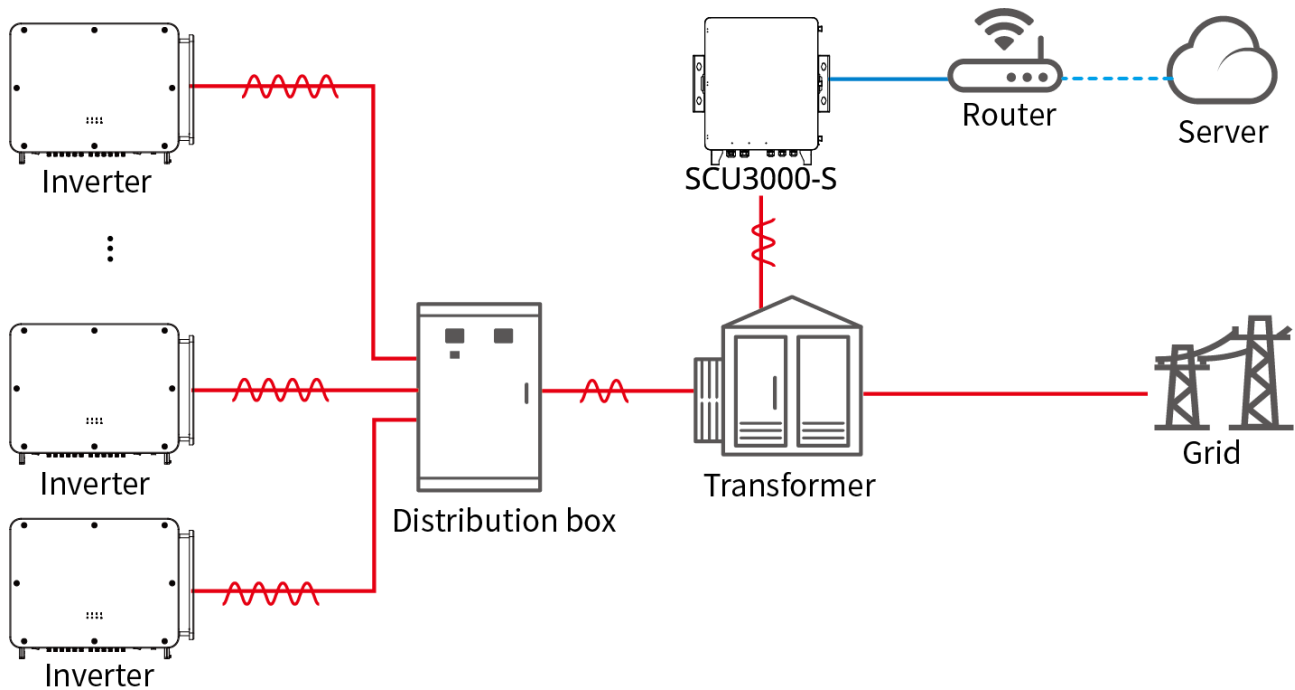 SCU3000-S
Router
Server
Inverter
Inverter
Distribution box
Transformer
Grid
Inverter